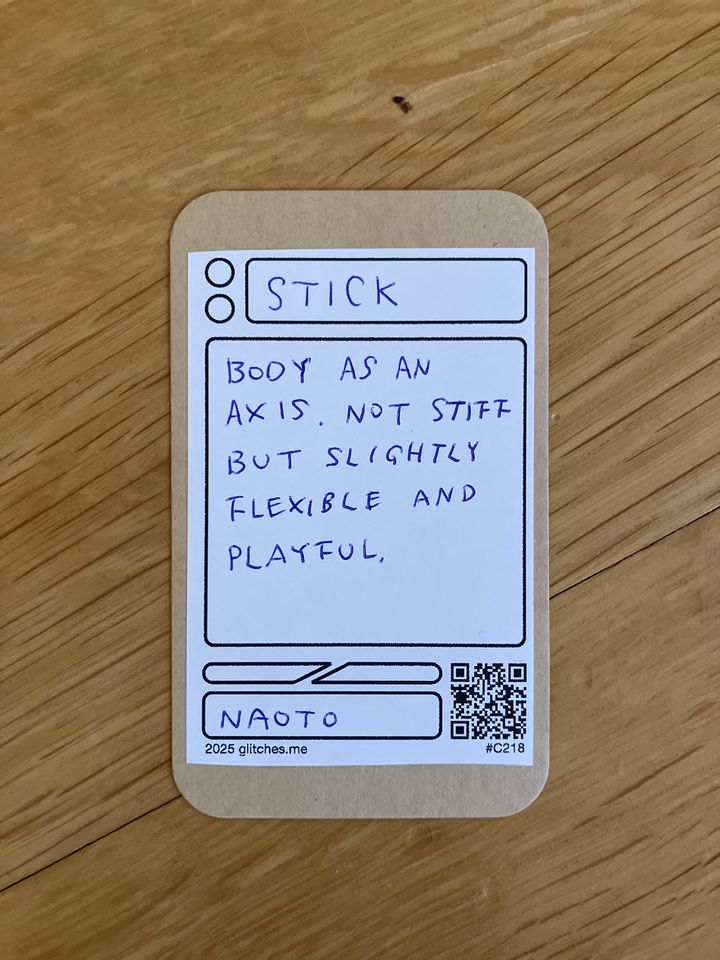 STICK
BODY AS AN
AXIS. NOT STIFF
BUT SLIGHTLY
FLEXIBLE AND
PLAYFUL.
NAOTO
2025 glitches.me
#C218